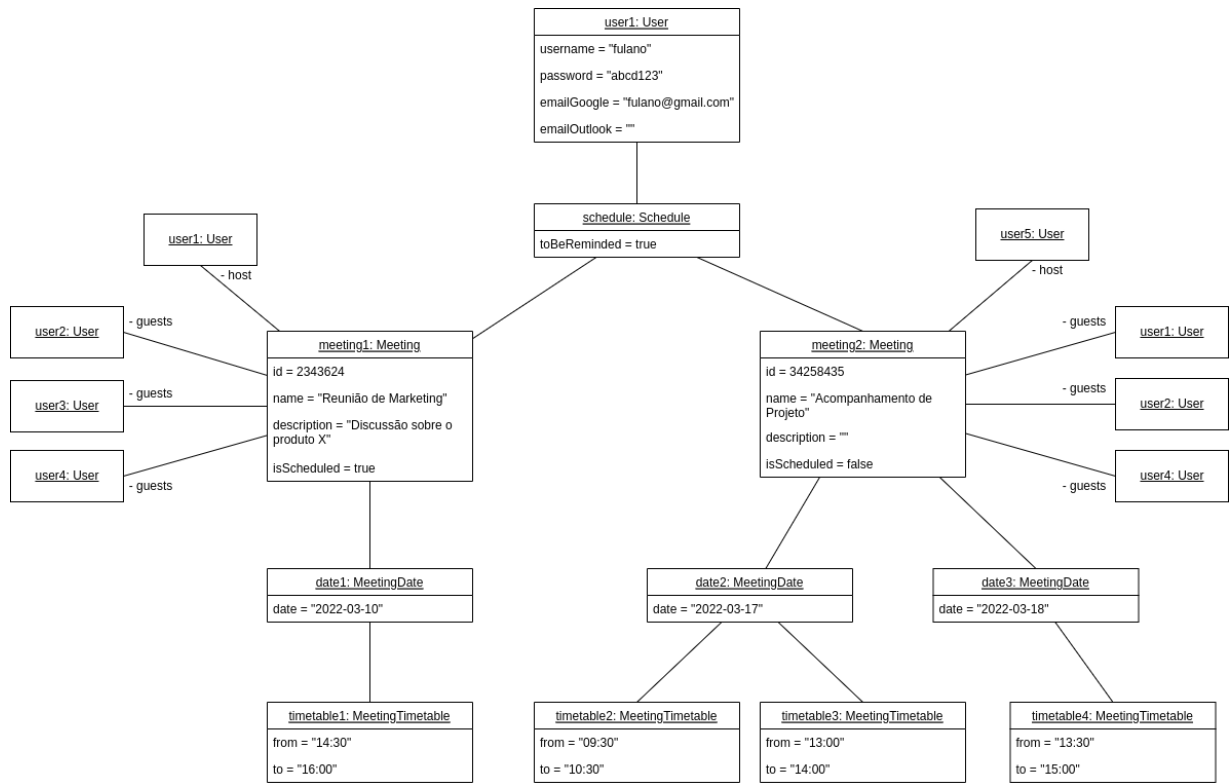 user1: User
username = "fulano"
password = "abcd123"
emailGoogle = "fulano@gmail.com"
emailOutlook = ""
schedule: Schedule
toBeReminded = true
user1: User
- host
user5: User
- host
user2: User
- guests
user3: User
- guests
user4: User
- guests
meeting1: Meeting
id = 2343624
name = "Reunião de Marketing"
description = "Discussão sobre o
produto X"
isScheduled = true
meeting2: Meeting
id = 34258435
name = "Acompanhamento de
Projeto"
description = ""
isScheduled = false
- guests
user1: User
- guests
user2: User
- guests
user4: User
date1: MeetingDate
date = "2022-03-10"
date2: MeetingDate
date = "2022-03-17"
date3: MeetingDate
date = "2022-03-18"
timetable1: MeetingTimetable
from = "14:30"
to = "16:00"
timetable2: MeetingTimetable
from = "09:30"
to = "10:30"
timetable3: MeetingTimetable
from = "13:00"
to = "14:00"
timetable4: MeetingTimetable
from = "13:30"
to = "15:00"